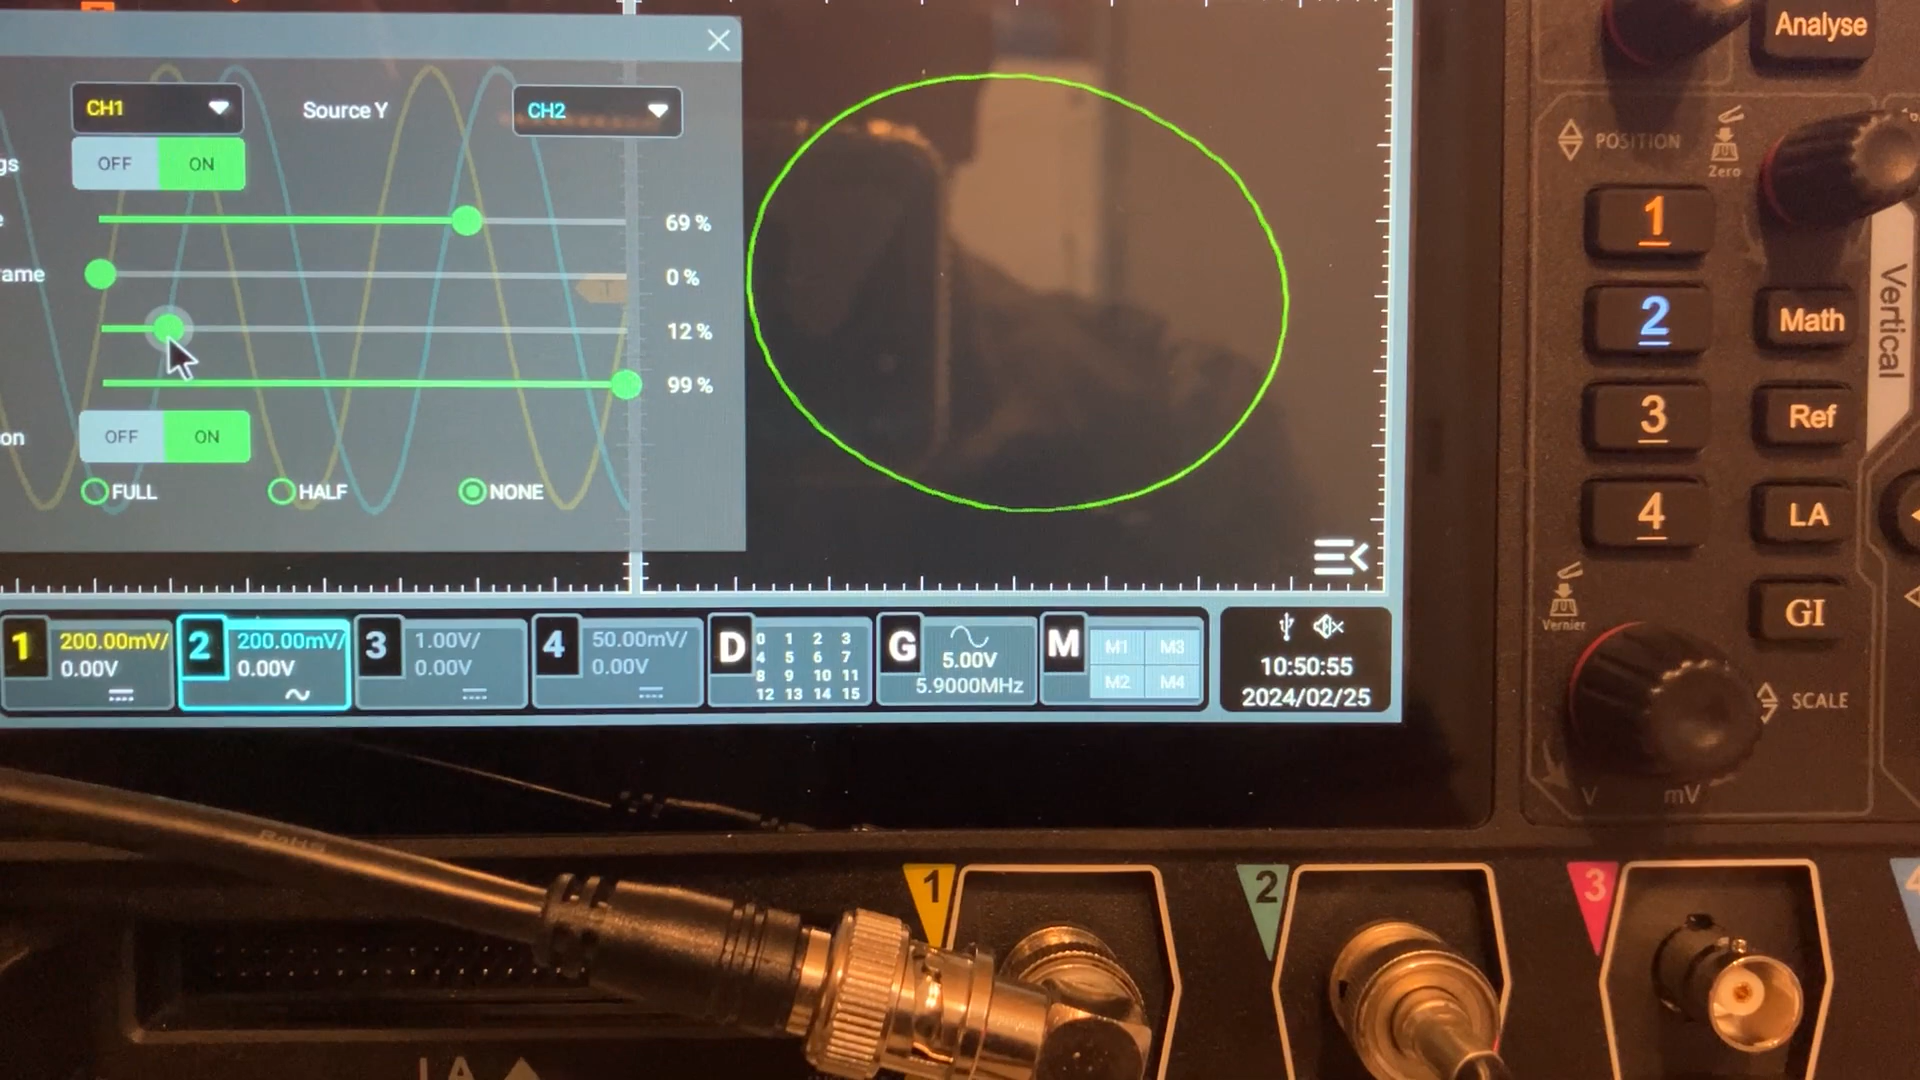 Analyse
CH1
Source Y
CH2
gs
OFF
ON
69 %
ame
0 %
T
12 %
99 %
on
OFF
ON
FULL
HALF
NONE
POSITION
Zero
1
2
3
4
Math
Ref
LA
GI
Vertical
Vernier
SCALE
V
mV
1
200.00mV/
0.00V
2
200.00mV/
0.00V
3
1.00V/
0.00V
4
50.00mV/
0.00V
D
0 1 2 3
4 5 6 7
8 9 10 11
12 13 14 15
G
5.00V
5.9000MHz
M
M1 M3
M2 M4
10:50:55
2024/02/25
RoHS
1
2
3
4
LA